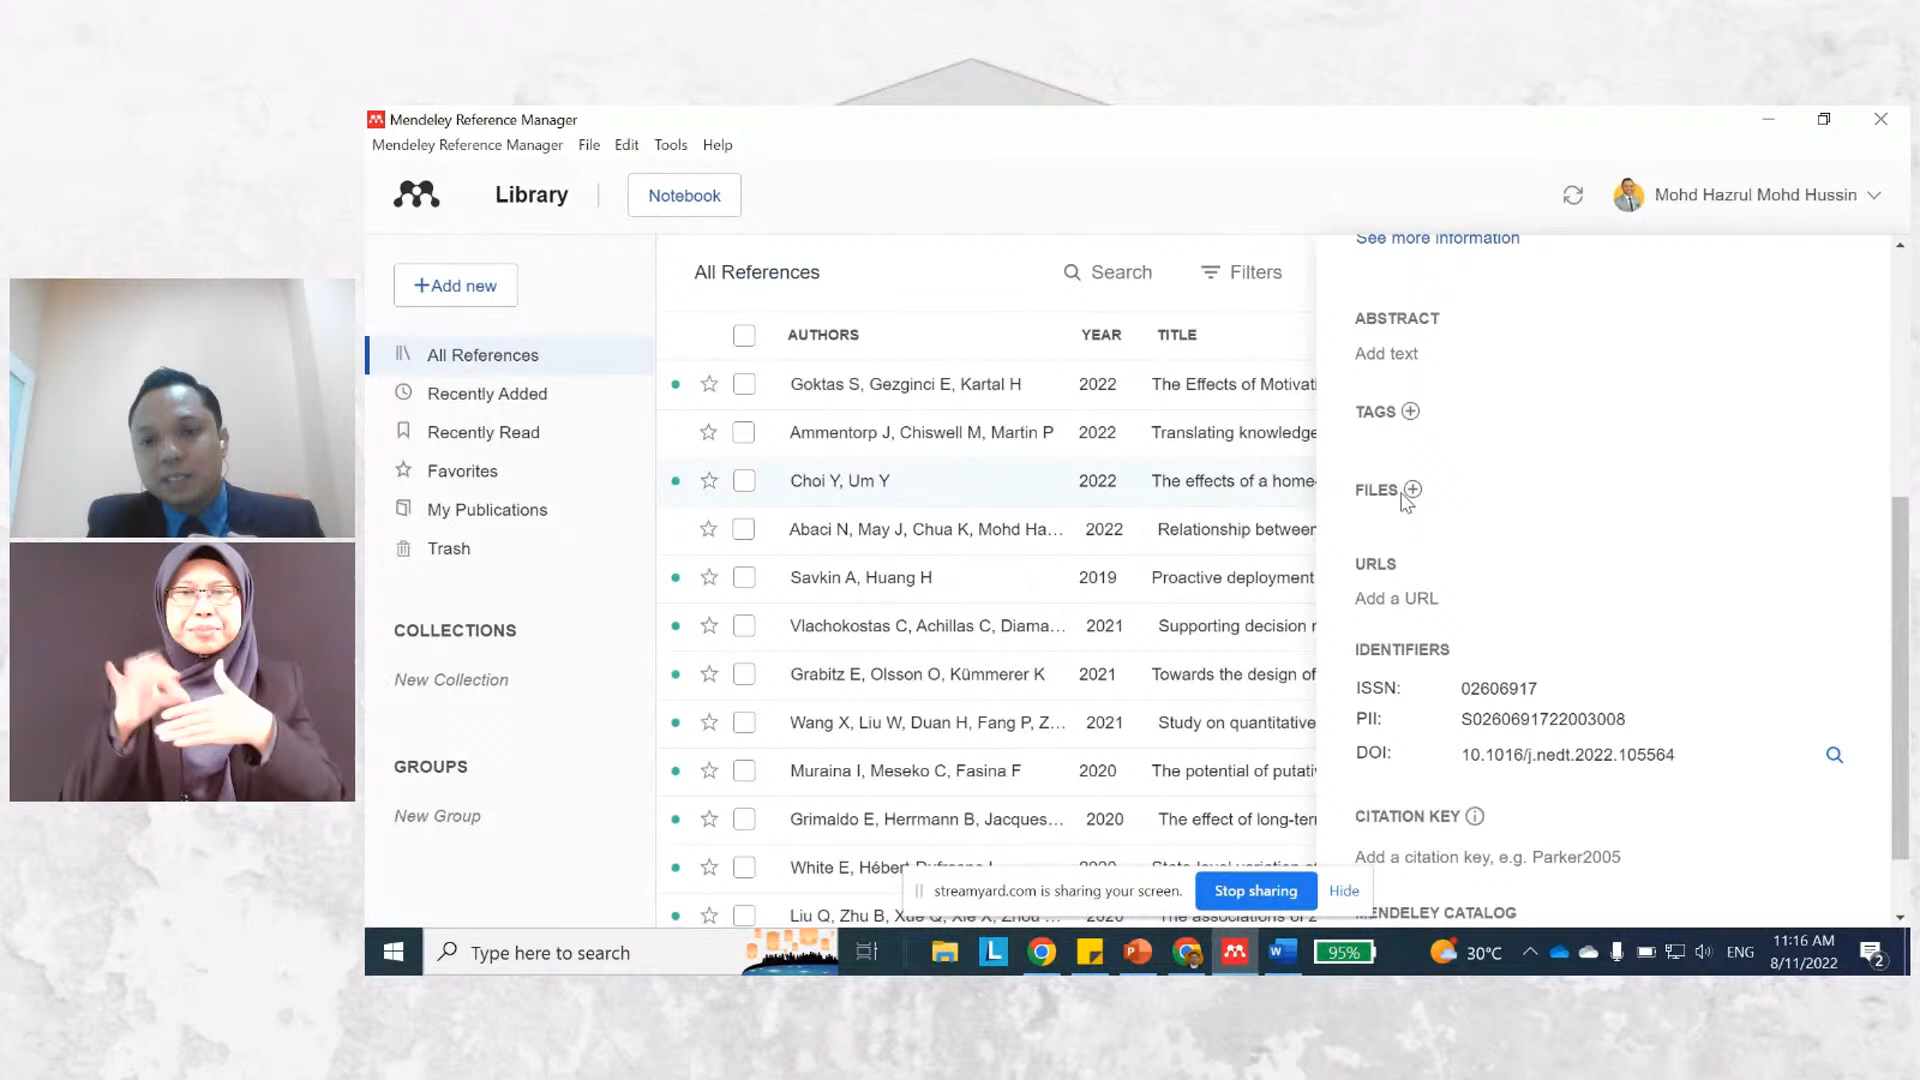 Mendeley Reference Manager
Mendeley Reference Manager File Edit Tools Help
Library
Notebook
Mohd Hazrul Mohd Hussin
+Add new
All References
Recently Added
Recently Read
Favorites
My Publications
Trash
COLLECTIONS
New Collection
GROUPS
New Group
All References
Search
Filters
AUTHORS YEAR TITLE
Goktas S, Gezginci E, Kartal H 2022 The Effects of Motivati
Ammentorp J, Chiswell M, Martin P 2022 Translating knowledge
Choi Y, Um Y 2022 The effects of a home-
Abaci N, May J, Chua K, Mohd Ha... 2022 Relationship between
Savkin A, Huang H 2019 Proactive deployment
Vlachokostas C, Achillas C, Diama... 2021 Supporting decision
Grabitz E, Olsson O, Kümmerer K 2021 Towards the design of
Wang X, Liu W, Duan H, Fang P, Z... 2021 Study on quantitative
Muraina I, Meseko C, Fasina F 2020 The potential of putati
Grimaldo E, Herrmann B, Jacques... 2020 The effect of long-ter
White E, Hébert
Liu Q, Zhu B,
See more information
ABSTRACT
Add text
TAGS
FILES
URLS
Add a URL
IDENTIFIERS
ISSN: 02606917
PII: S0260691722003008
DOI: 10.1016/j.nedt.2022.105564
CITATION KEY
Add a citation key, e.g. Parker2005
MENDELEY CATALOG
streamyard.com is sharing your screen. Stop sharing Hide
Type here to search
L
W
95%
30°C
ENG
11:16 AM
8/11/2022
2